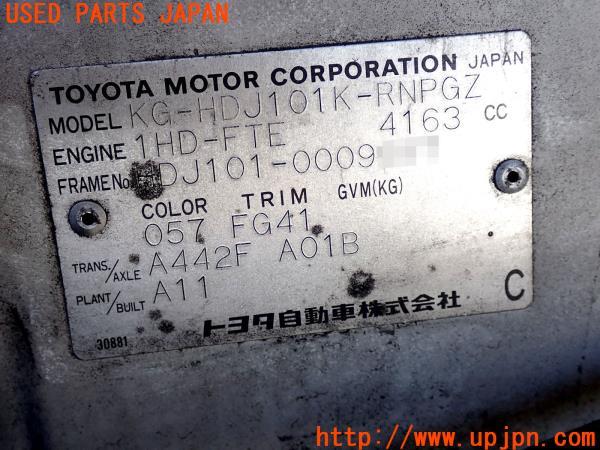 USED PARTS JAPAN
TOYOTA MOTOR CORPORATION JAPAN
MODEL KG-HDJ101K-RNPGZ
ENGINE 1HD-FTE 4163 CC
FRAME No. HDJ101-0009
COLOR TRIM GVM(KG)
057 FG41
TRANS./AXLE A442F A01B
PLANT/BUILT A11
トヨタ自動車株式会社 C
30881
http://www.upjpn.com/